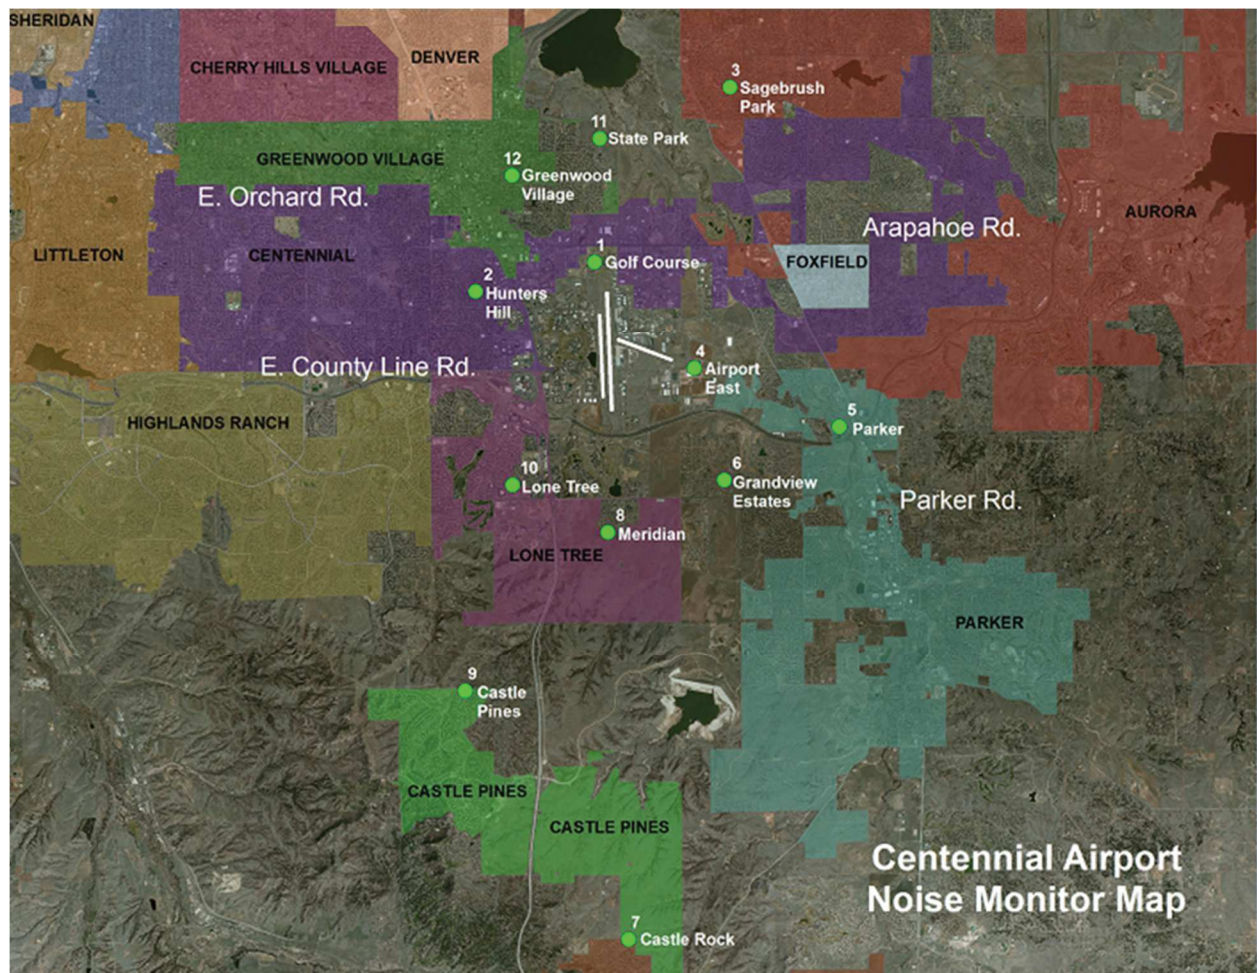 SHERIDAN
CHERRY HILLS VILLAGE
DENVER
3
Sagebrush
Park
11
State Park
GREENWOOD VILLAGE
12
Greenwood
Village
E. Orchard Rd.
AURORA
Arapahoe Rd.
LITTLETON
CENTENNIAL
1
Golf Course
FOXFIELD
2
Hunters
Hill
E. County Line Rd.
4
Airport
East
HIGHLANDS RANCH
5
Parker
10
Lone Tree
6
Grandview
Estates
Parker Rd.
8
Meridian
LONE TREE
PARKER
9
Castle
Pines
CASTLE PINES
CASTLE PINES
Centennial Airport
Noise Monitor Map
7
Castle Rock